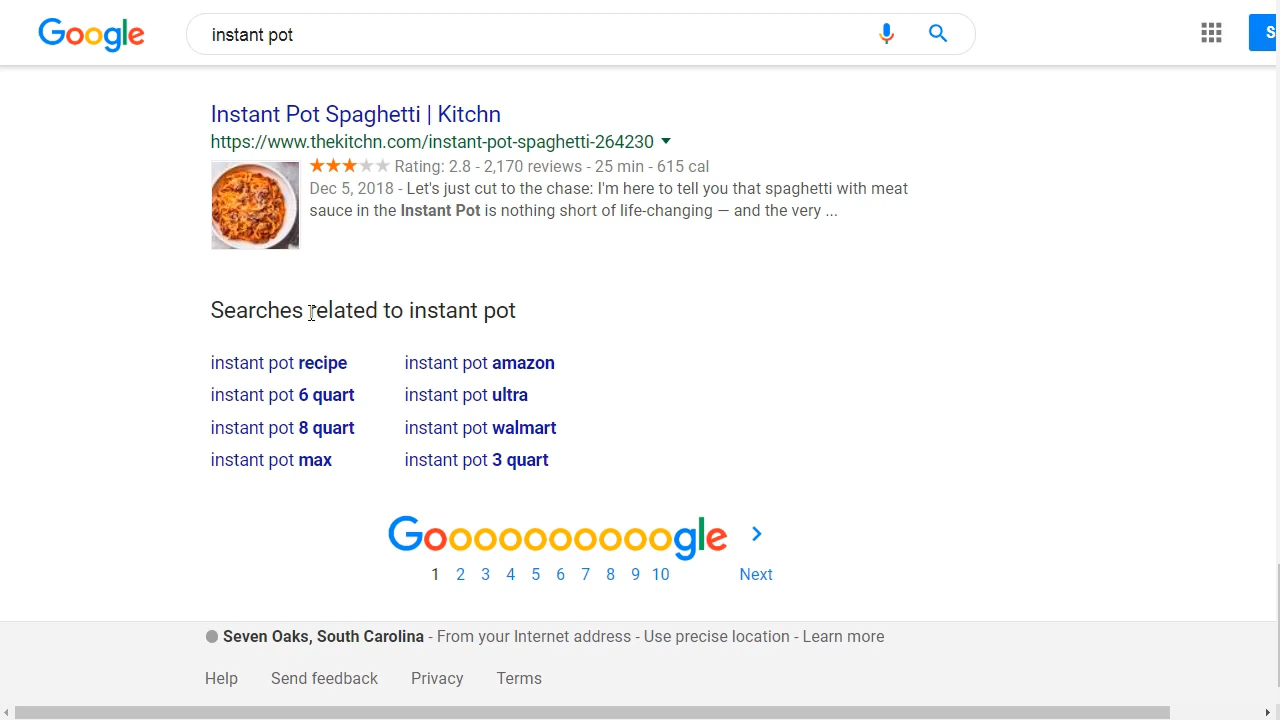 Google
instant pot
S
Instant Pot Spaghetti | Kitchn
https://www.thekitchn.com/instant-pot-spaghetti-264230
Rating: 2.8 - 2,170 reviews - 25 min - 615 cal
Dec 5, 2018 - Let's just cut to the chase: I'm here to tell you that spaghetti with meat
sauce in the Instant Pot is nothing short of life-changing — and the very ...
Searches related to instant pot
instant pot recipe
instant pot amazon
instant pot 6 quart
instant pot ultra
instant pot 8 quart
instant pot walmart
instant pot max
instant pot 3 quart
Goooooooooogle
1 2 3 4 5 6 7 8 9 10 Next
Seven Oaks, South Carolina - From your Internet address - Use precise location - Learn more
Help Send feedback Privacy Terms